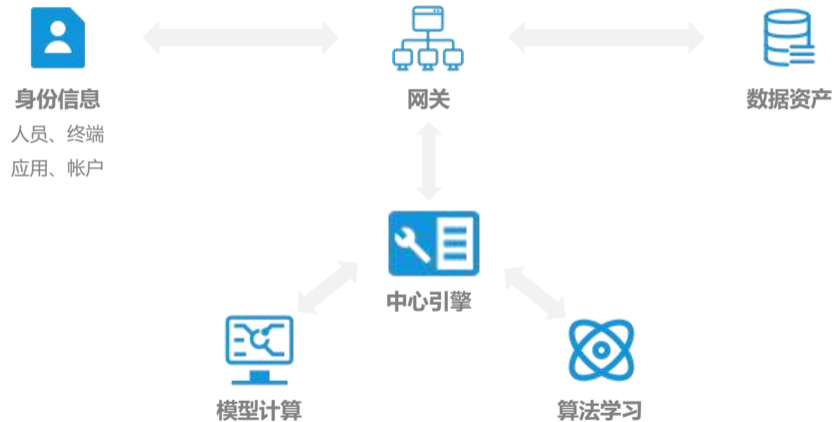 身份信息
人员、终端
应用、帐户
网关
数据资产
中心引擎
模型计算
算法学习